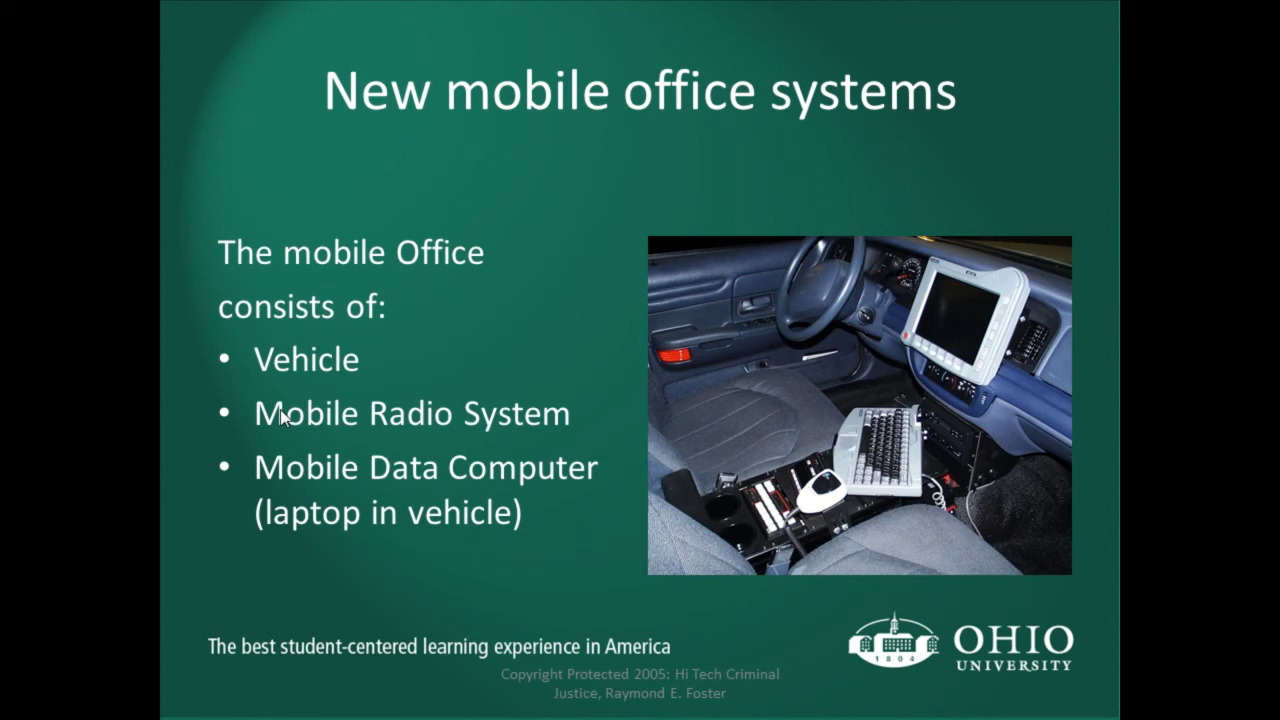 New mobile office systems
The mobile Office
consists of:
• Vehicle
• Mobile Radio System
• Mobile Data Computer
(laptop in vehicle)
The best student-centered learning experience in America
1804
OHIO
UNIVERSITY
Copyright Protected 2005: Hi Tech Criminal
Justice, Raymond E. Foster